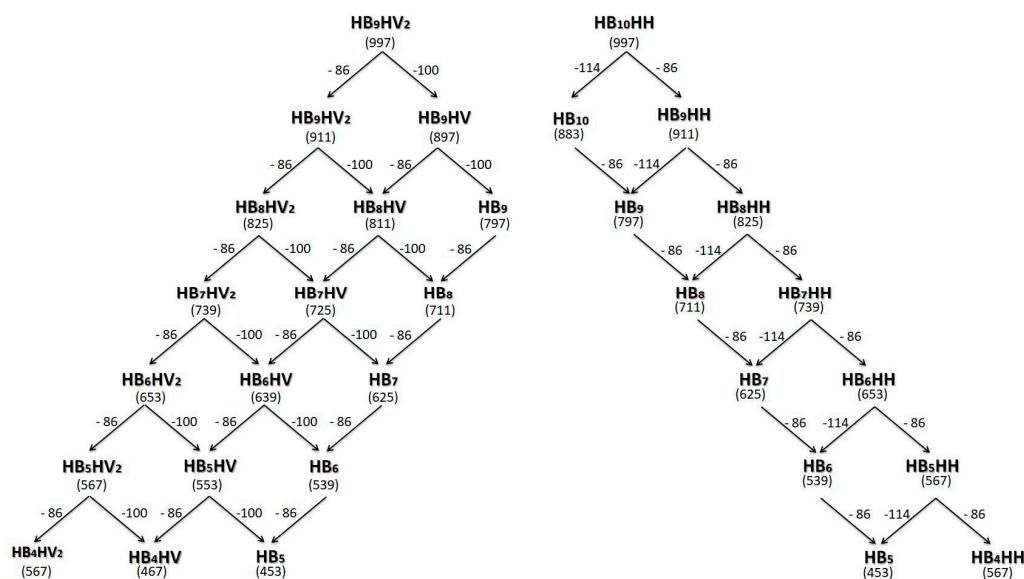 HB9HV2 HB10HH
(997) (997)
- 86 -100 -114 - 86
HB9HV2 HB9HV HB10 HB9HH
(911) (897) (883) (911)
- 86 -100 - 86 -100 - 86 -114 - 86
HB8HV2 HB8HV HB9 HB9 HB8HH
(825) (811) (797) (797) (825)
- 86 -100 - 86 -100 - 86 - 86 -114 - 86
HB7HV2 HB7HV HB8 HB8 HB7HH
(739) (725) (711) (711) (739)
- 86 -100 - 86 -100 - 86 - 86 -114 - 86
HB6HV2 HB6HV HB7 HB7 HB6HH
(653) (639) (625) (625) (653)
- 86 -100 - 86 -100 - 86 - 86 -114 - 86
HB5HV2 HB5HV HB6 HB6 HB5HH
(567) (553) (539) (539) (567)
- 86 -100 - 86 -100 - 86 - 86 -114 - 86
HB4HV2 HB4HV HB5 HB5 HB4HH
(567) (467) (453) (453) (567)